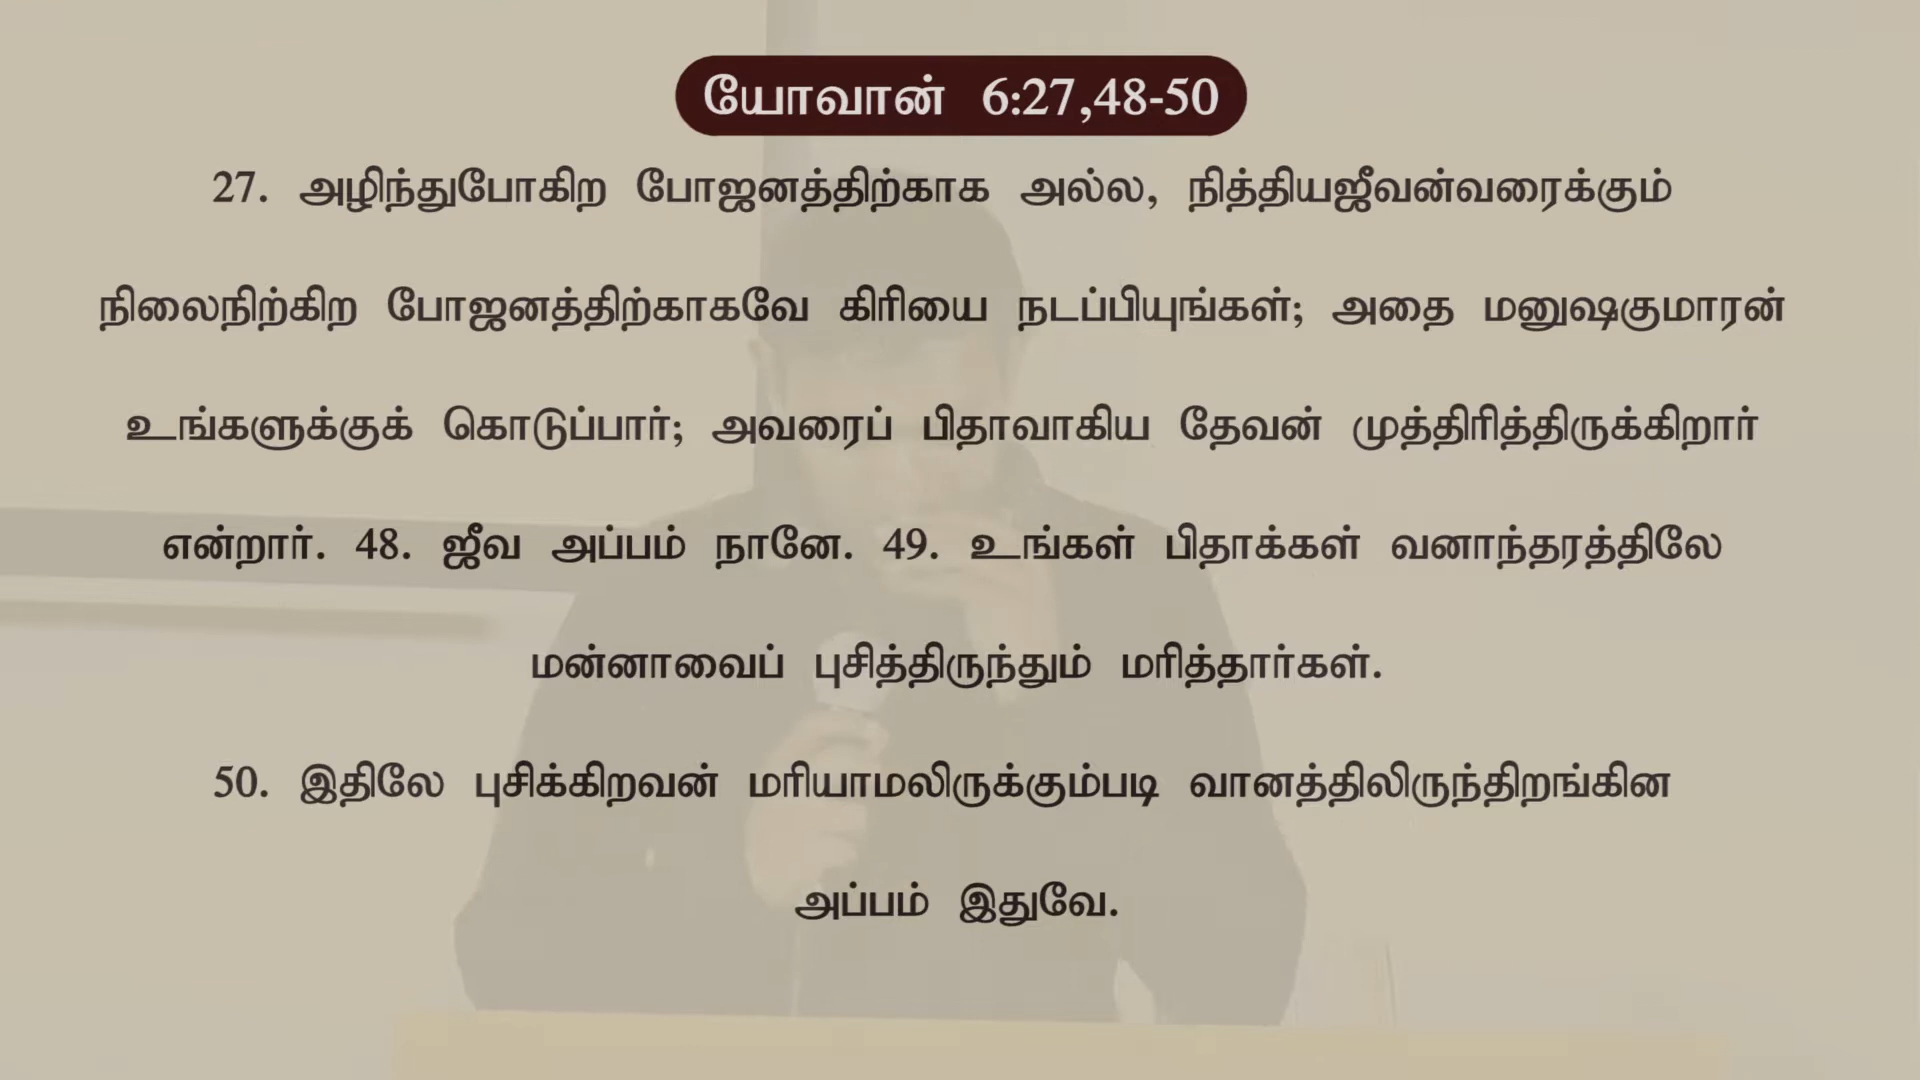 யோவான் 6:27,48-50
27. அழிந்துபோகிற போஜனத்திற்காக அல்ல, நித்தியஜீவன்வரைக்கும்
நிலைநிற்கிற போஜனத்திற்காகவே கிரியை நடப்பியுங்கள்; அதை மனுஷகுமாரன்
உங்களுக்குக் கொடுப்பார்; அவரைப் பிதாவாகிய தேவன் முத்திரித்திருக்கிறார்
என்றார். 48. ஜீவ அப்பம் நானே. 49. உங்கள் பிதாக்கள் வனாந்தரத்திலே
மன்னாவைப் புசித்திருந்தும் மரித்தார்கள்.
50. இதிலே புசிக்கிறவன் மரியாமலிருக்கும்படி வானத்திலிருந்திறங்கின
அப்பம் இதுவே.